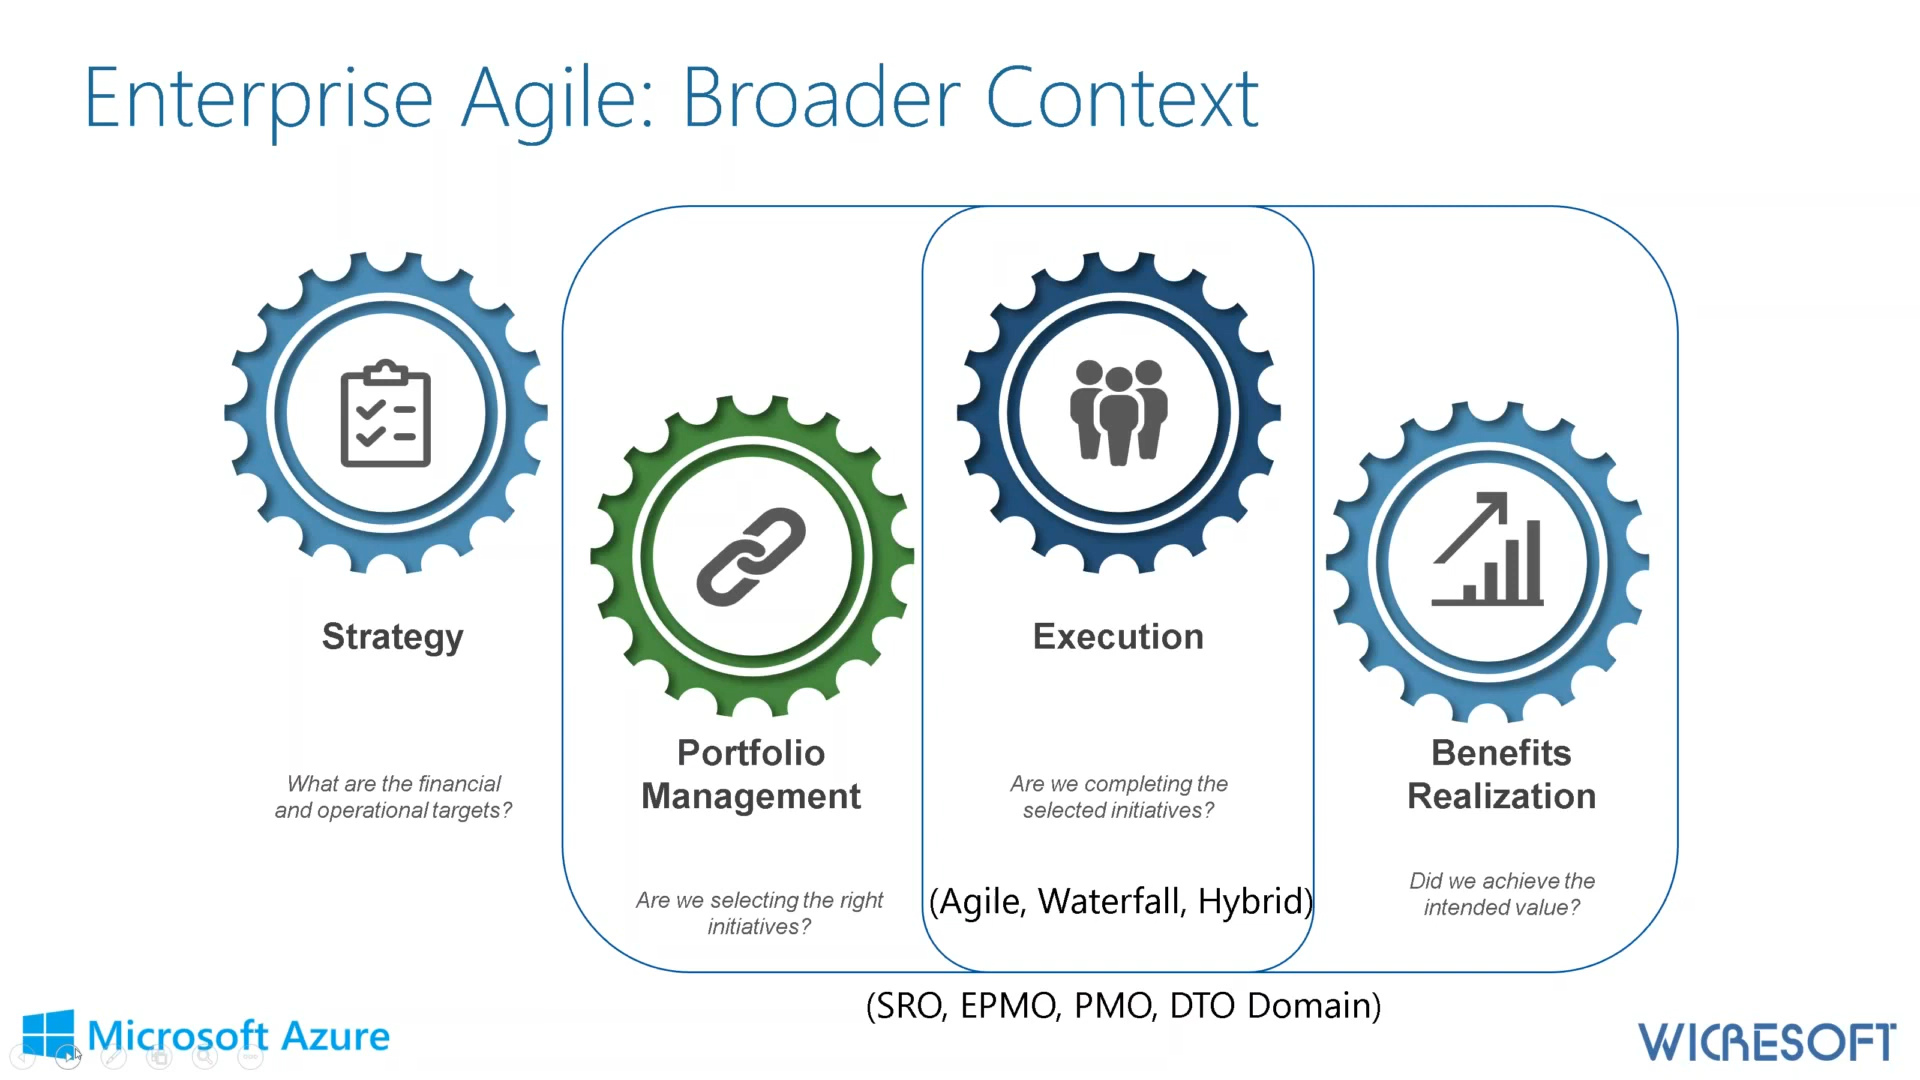 Enterprise Agile: Broader Context
Strategy
What are the financial
and operational targets?
Portfolio
Management
Are we selecting the right
initiatives?
Execution
Are we completing the
selected initiatives?
(Agile, Waterfall, Hybrid)
Benefits
Realization
Did we achieve the
intended value?
(SRO, EPMO, PMO, DTO Domain)
Microsoft Azure
WICRESOFT